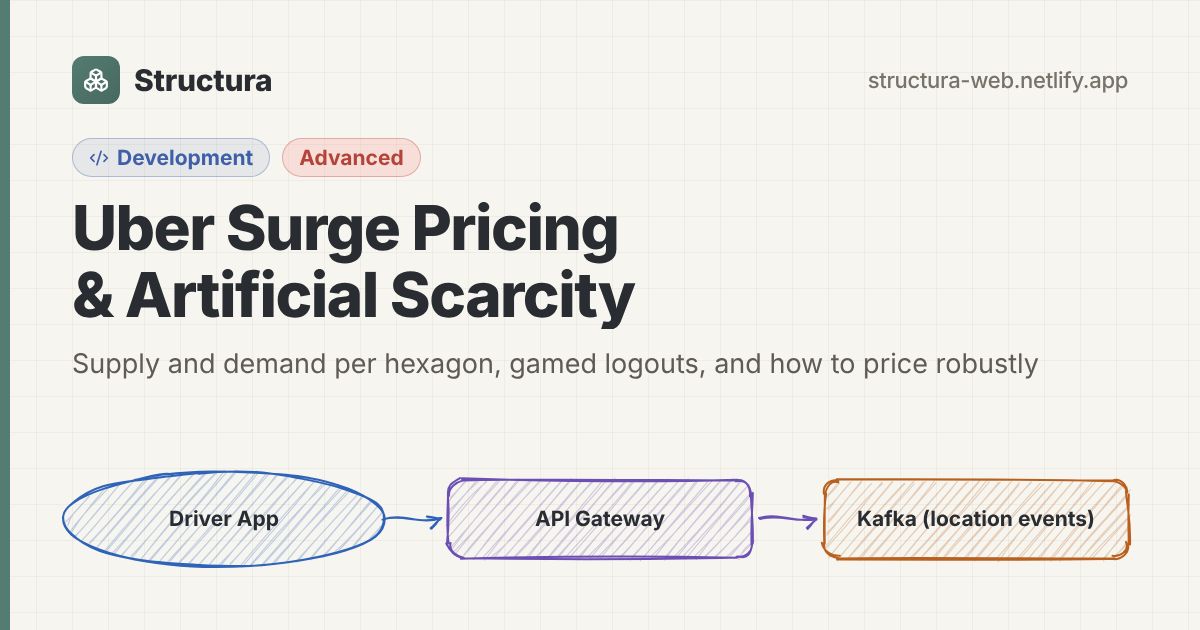 Structura
structura-web.netlify.app
Development
Advanced
Uber Surge Pricing
& Artificial Scarcity
Supply and demand per hexagon, gamed logouts, and how to price robustly
Driver App
API Gateway
Kafka (location events)